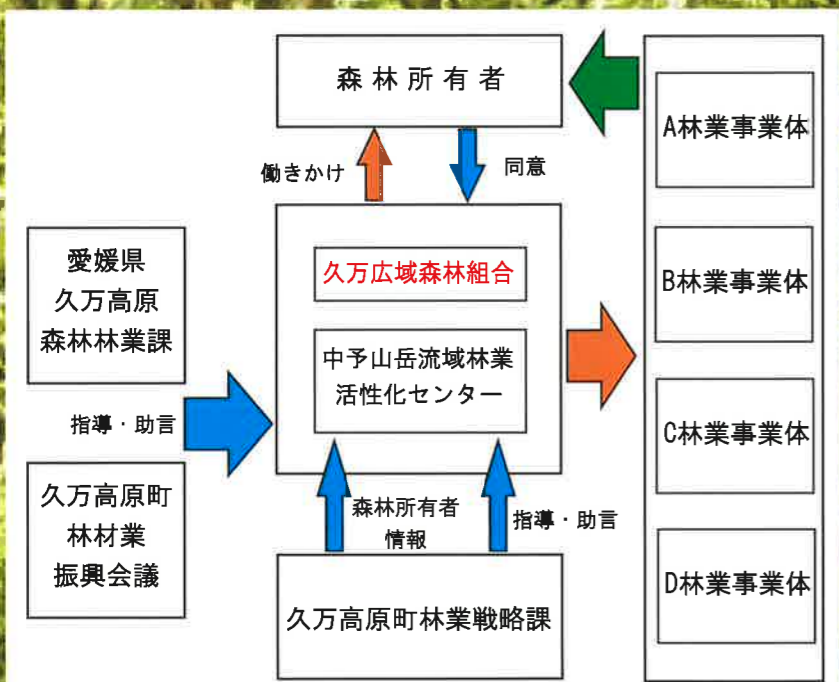 森林所有者
働きかけ
同意
愛媛県
久万高原
森林林業課
指導・助言
久万高原町
林材業
振興会議
久万広域森林組合
中予山岳流域林業
活性化センター
森林所有者
情報
指導・助言
久万高原町林業戦略課
A林業事業体
B林業事業体
C林業事業体
D林業事業体